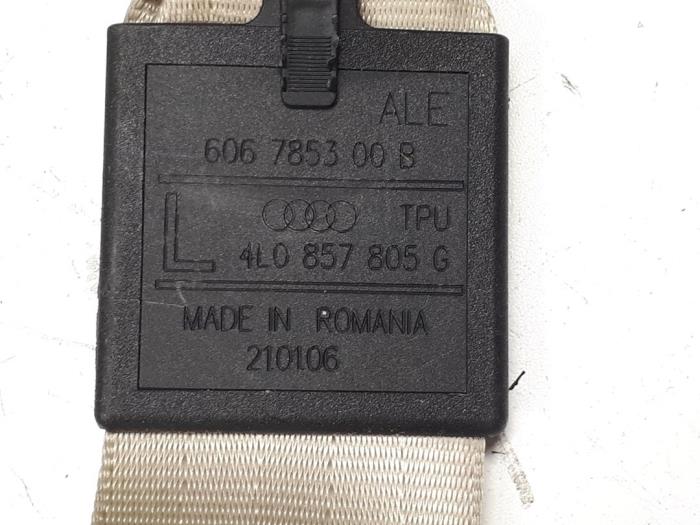 ALE
606 7853 00 B
L TPU
4L0 857 805 G
MADE IN ROMANIA
210106